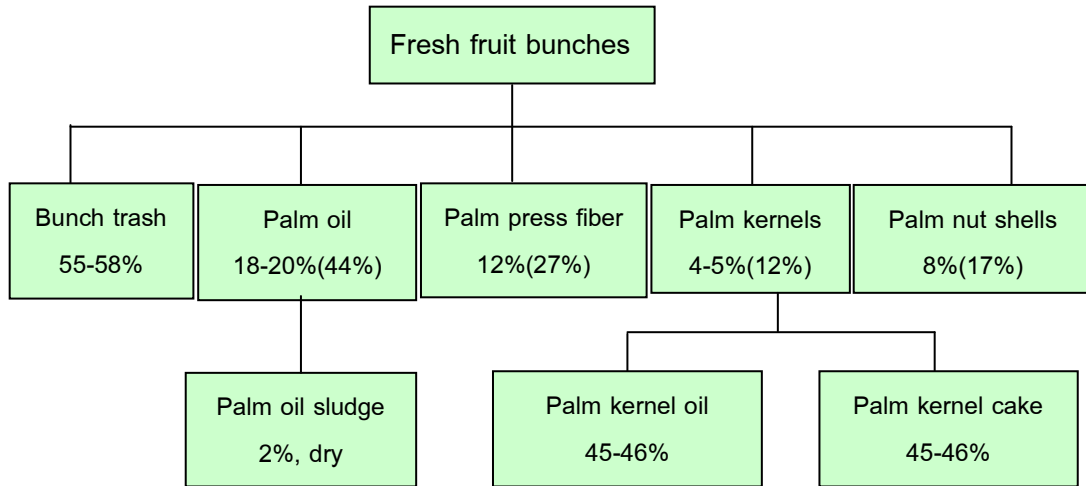 Fresh fruit bunches
Bunch trash
55-58%
Palm oil
18-20%(44%)
Palm press fiber
12%(27%)
Palm kernels
4-5%(12%)
Palm nut shells
8%(17%)
Palm oil sludge
2%, dry
Palm kernel oil
45-46%
Palm kernel cake
45-46%